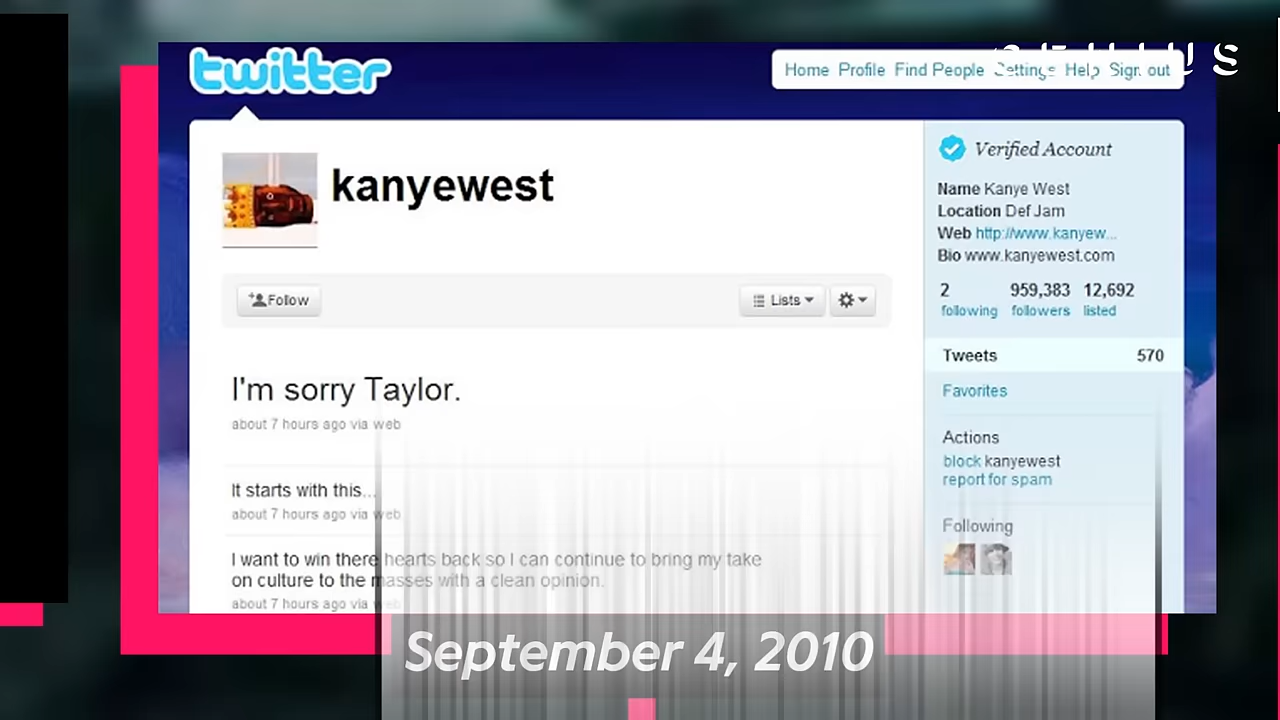 twitter
Home Profile Find People Settings Help Sign out
kanyewest
Follow
Lists
I'm sorry Taylor.
about 7 hours ago via web
It starts with this...
about 7 hours ago via web
I want to win there hearts back so I can continue to bring my take
on culture to the masses with a clean opinion.
about 7 hours ago via web
Verified Account
Name Kanye West
Location Def Jam
Web http://www.kanyew...
Bio www.kanyewest.com
2 959,383 12,692
following followers listed
Tweets 570
Favorites
Actions
block kanyewest
report for spam
Following
September 4, 2010